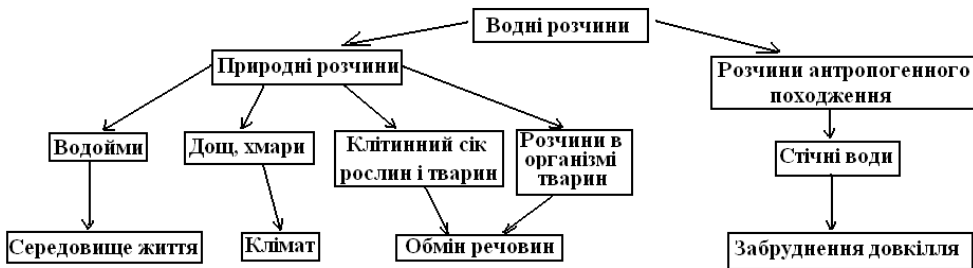 Водні розчини
Природні розчини
Розчини антропогенного
походження
Водойми
Дощ, хмари
Клітинний сік
рослин і тварин
Розчини в
організмі
тварин
Стічні води
Середовище життя
Клімат
Обмін речовин
Забруднення довкілля